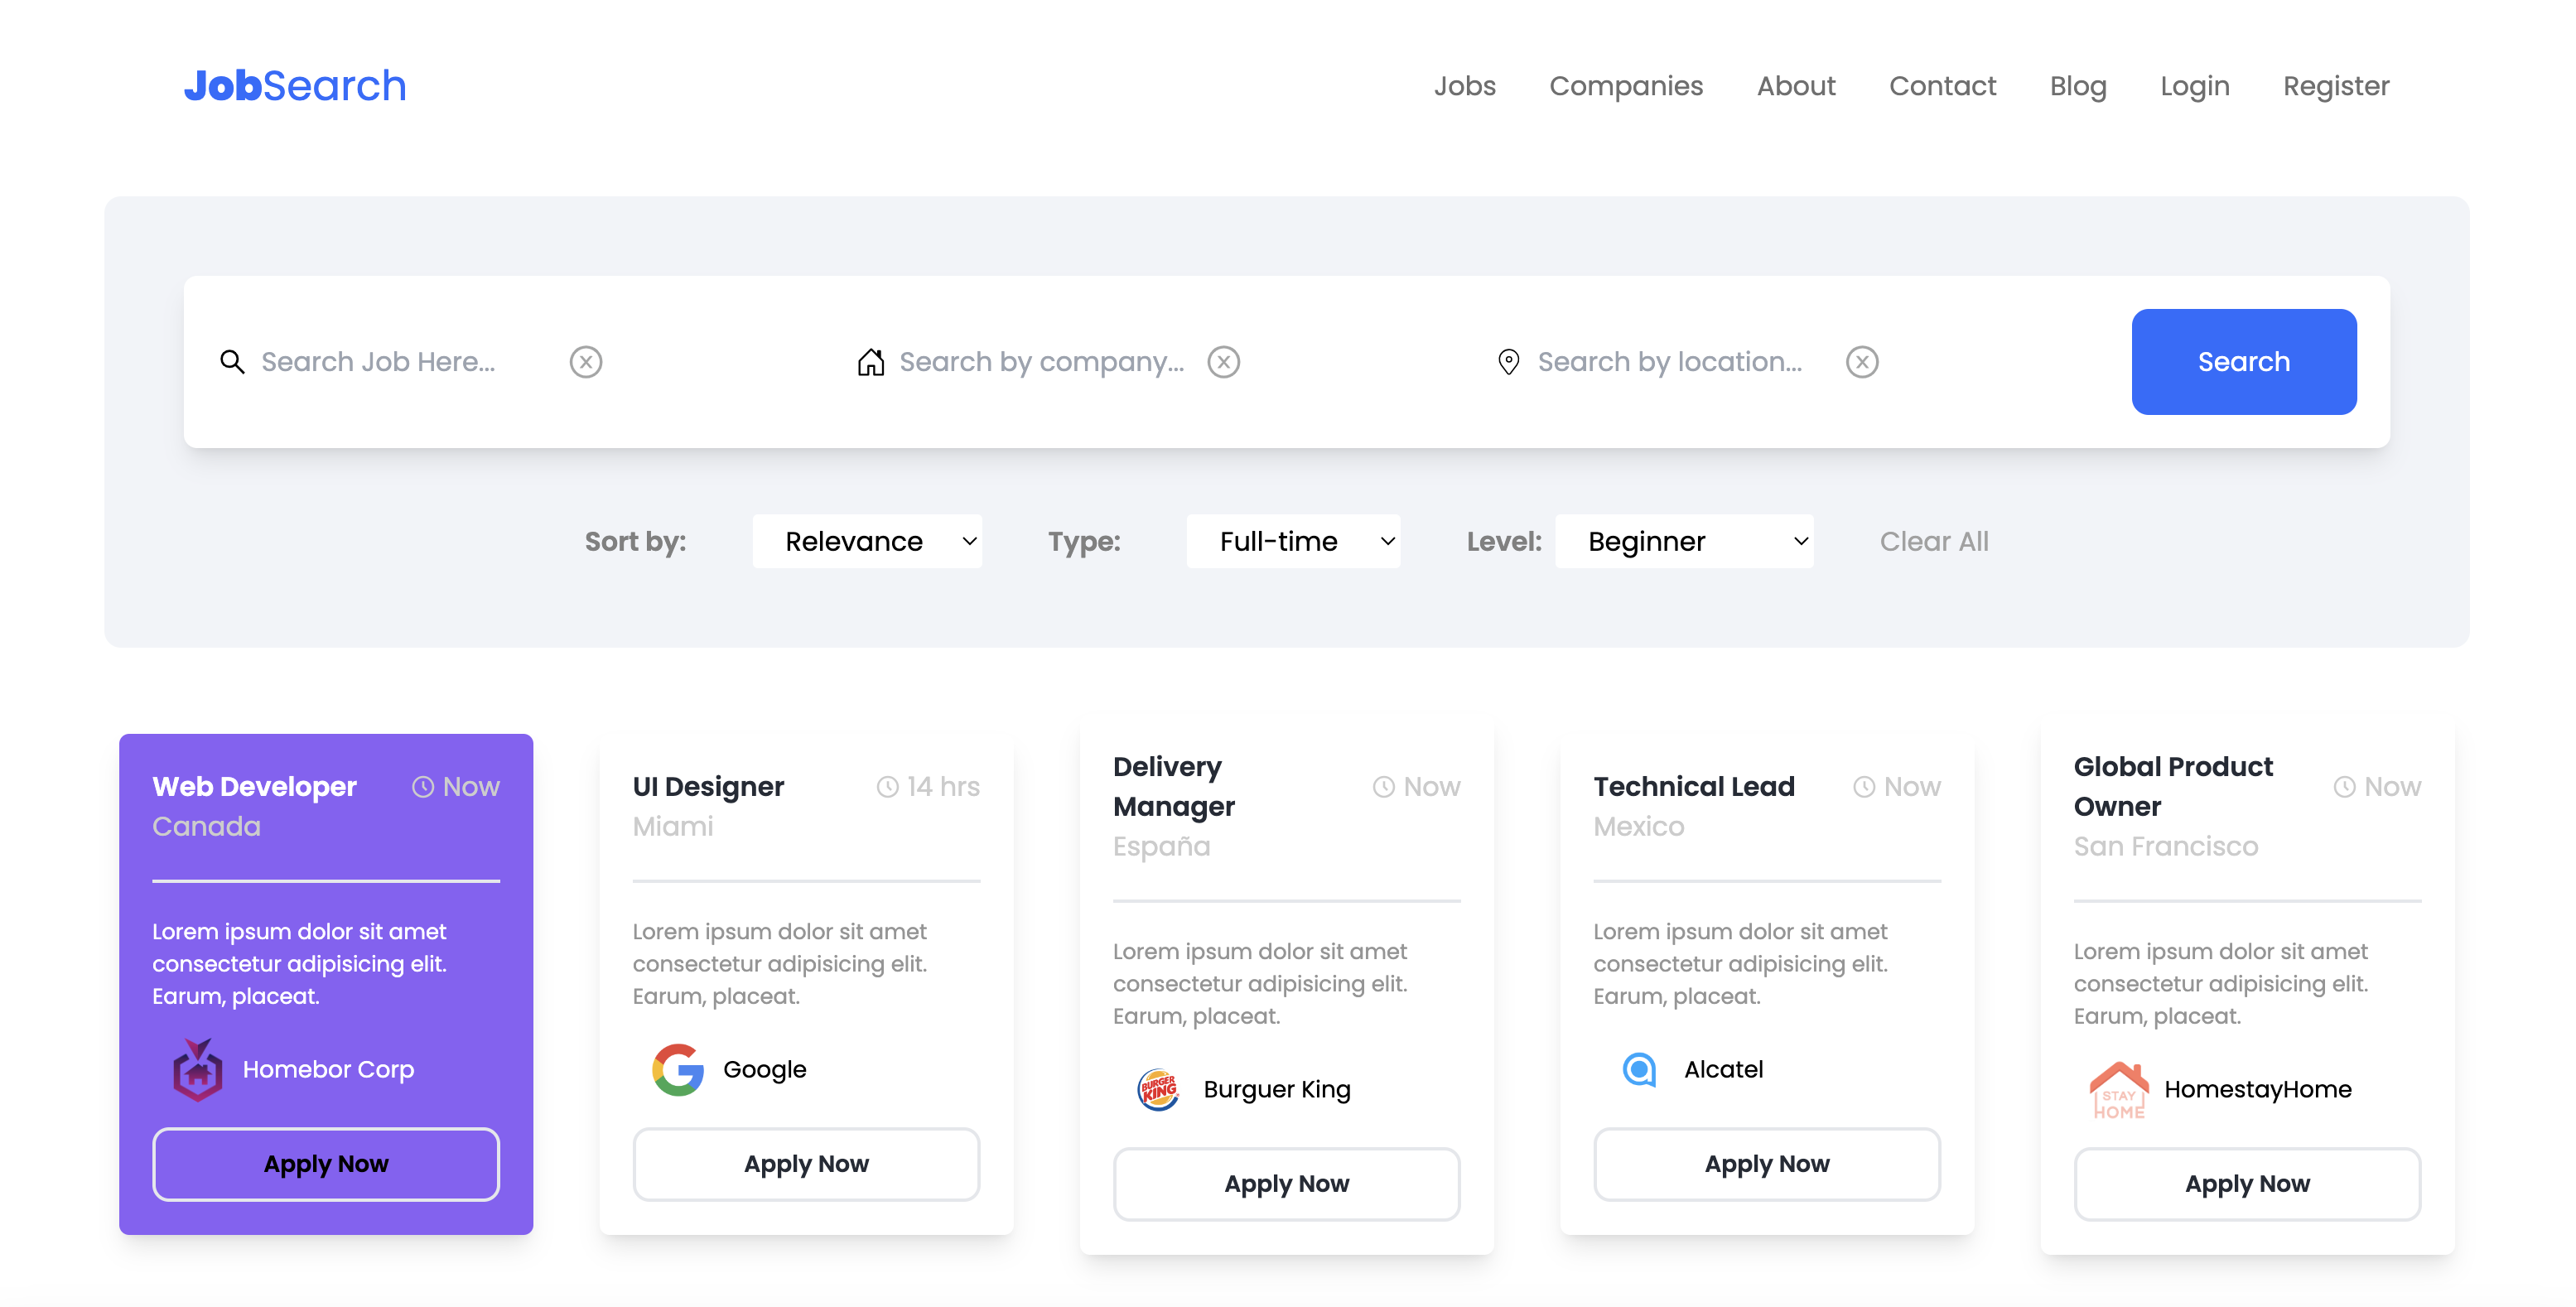 JobSearch
Jobs Companies About Contact Blog Login Register
Search Job Here...
Search by company...
Search by location...
Search
Sort by: Relevance Type: Full-time Level: Beginner Clear All
Web Developer
Now
Canada
Lorem ipsum dolor sit amet
consectetur adipisicing elit.
Earum, placeat.
Homebor Corp
Apply Now
UI Designer
14 hrs
Miami
Lorem ipsum dolor sit amet
consectetur adipisicing elit.
Earum, placeat.
Google
Apply Now
Delivery
Manager
Now
España
Lorem ipsum dolor sit amet
consectetur adipisicing elit.
Earum, placeat.
BURGER
KING
Burguer King
Apply Now
Technical Lead
Now
Mexico
Lorem ipsum dolor sit amet
consectetur adipisicing elit.
Earum, placeat.
Alcatel
Apply Now
Global Product
Owner
Now
San Francisco
Lorem ipsum dolor sit amet
consectetur adipisicing elit.
Earum, placeat.
STAY
HOME
HomestayHome
Apply Now